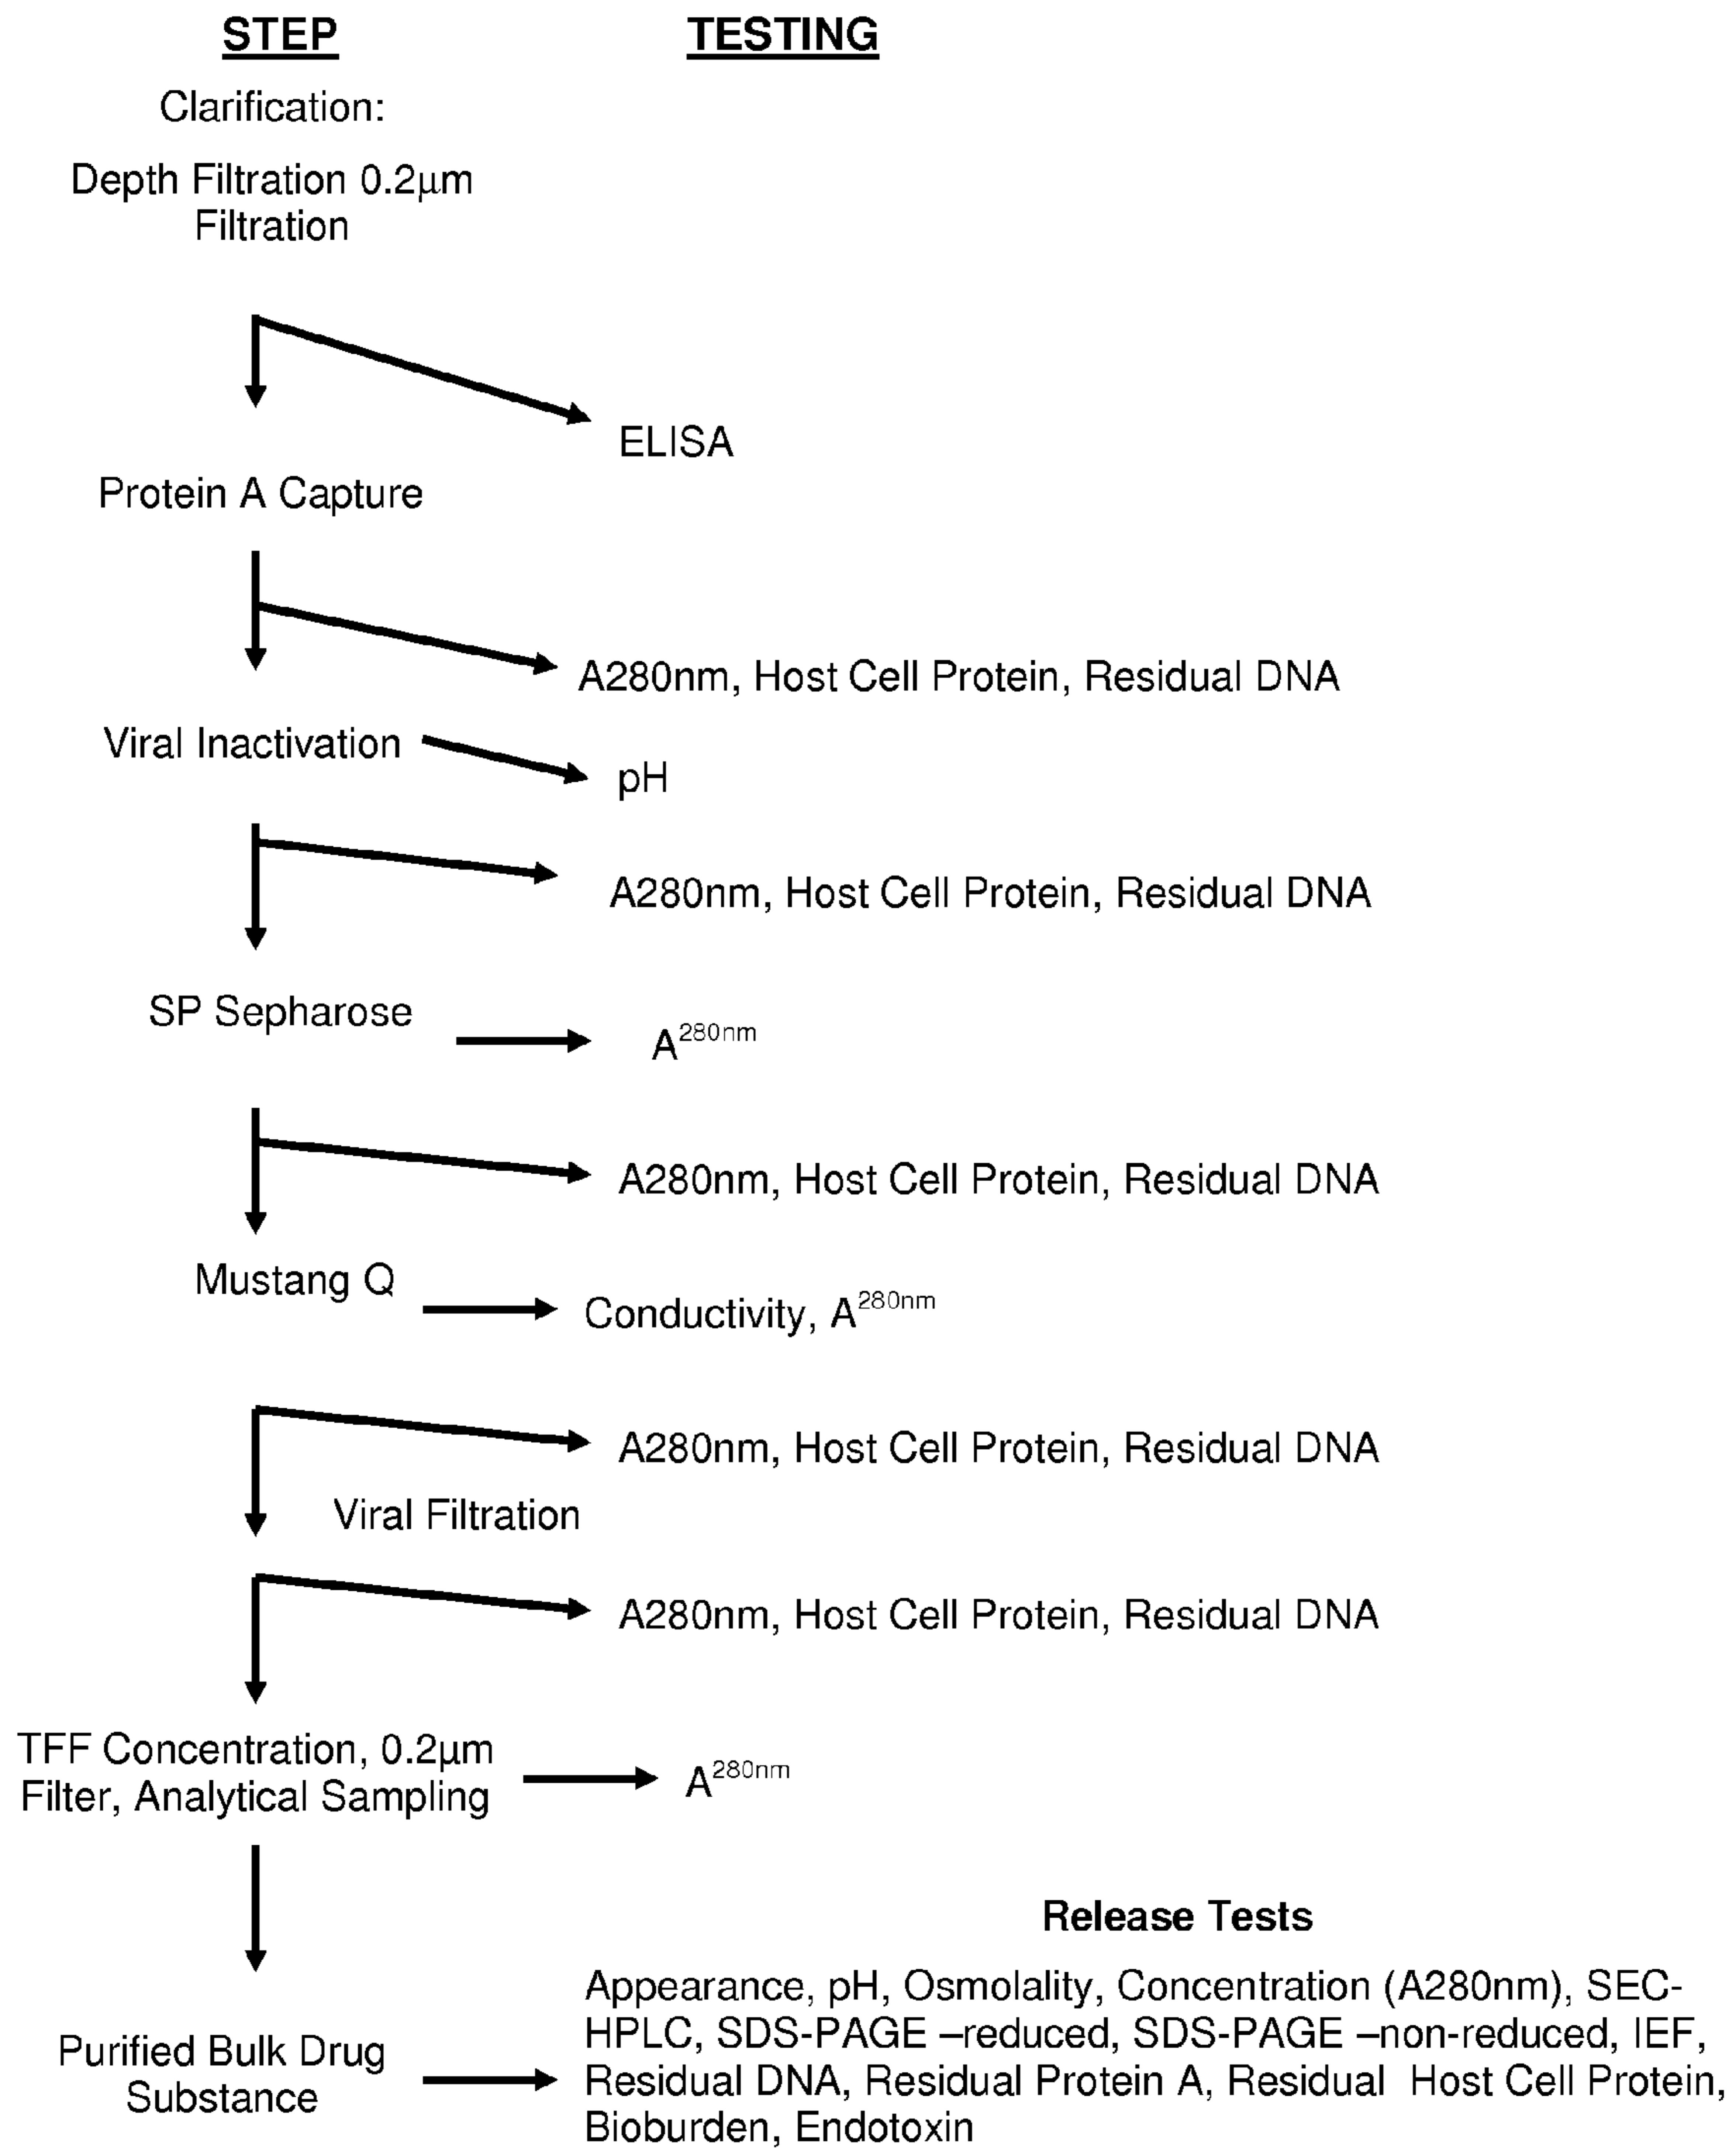 STEP
TESTING
Clarification:
Depth Filtration 0.2μm
Filtration
ELISA
Protein A Capture
A280nm, Host Cell Protein, Residual DNA
Viral Inactivation
pH
A280nm, Host Cell Protein, Residual DNA
SP Sepharose
A280nm
A280nm, Host Cell Protein, Residual DNA
Mustang Q
Conductivity, A280nm
A280nm, Host Cell Protein, Residual DNA
Viral Filtration
A280nm, Host Cell Protein, Residual DNA
TFF Concentration, 0.2μm
Filter, Analytical Sampling
A280nm
Release Tests
Appearance, pH, Osmolality, Concentration (A280nm), SEC-
HPLC, SDS-PAGE –reduced, SDS-PAGE –non-reduced, IEF,
Residual DNA, Residual Protein A, Residual Host Cell Protein,
Bioburden, Endotoxin
Purified Bulk Drug
Substance